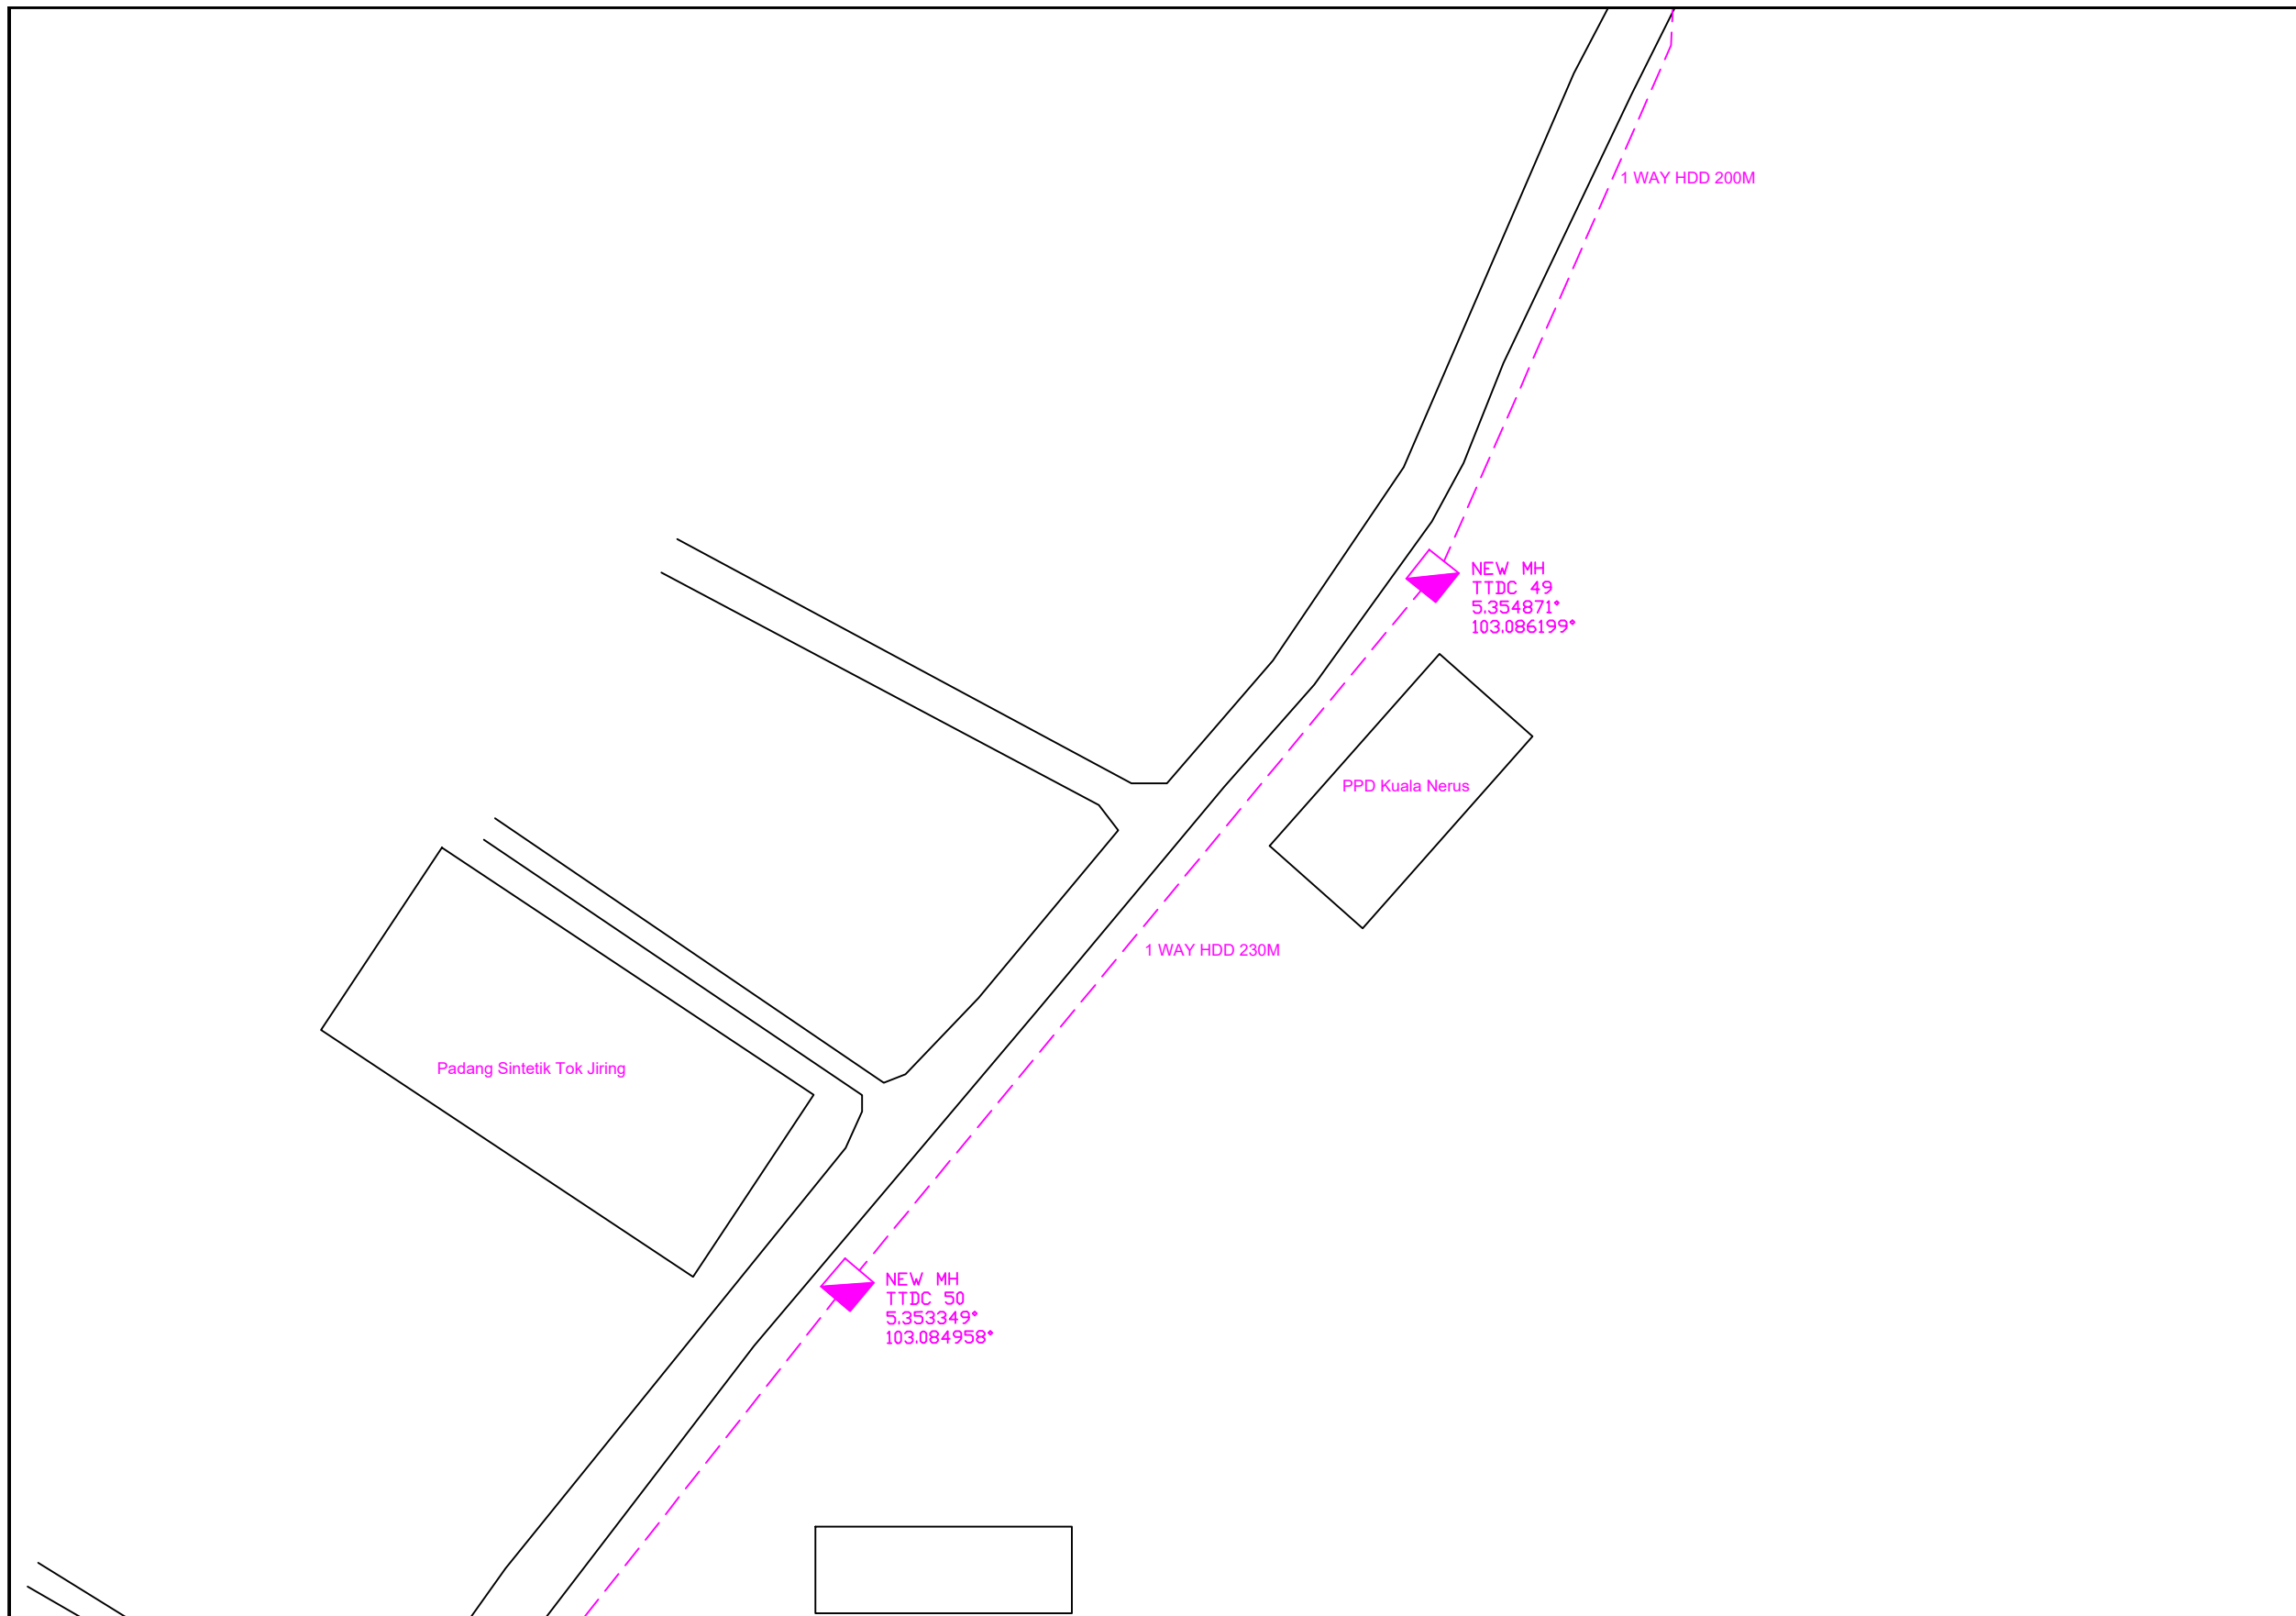 1 WAY HDD 200M
NEW MH
TTDC 49
5.354871°
103.086199°
PPD Kuala Nerus
1 WAY HDD 230M
Padang Sintetik Tok Jiring
NEW MH
TTDC 50
5.353349°
103.084958°